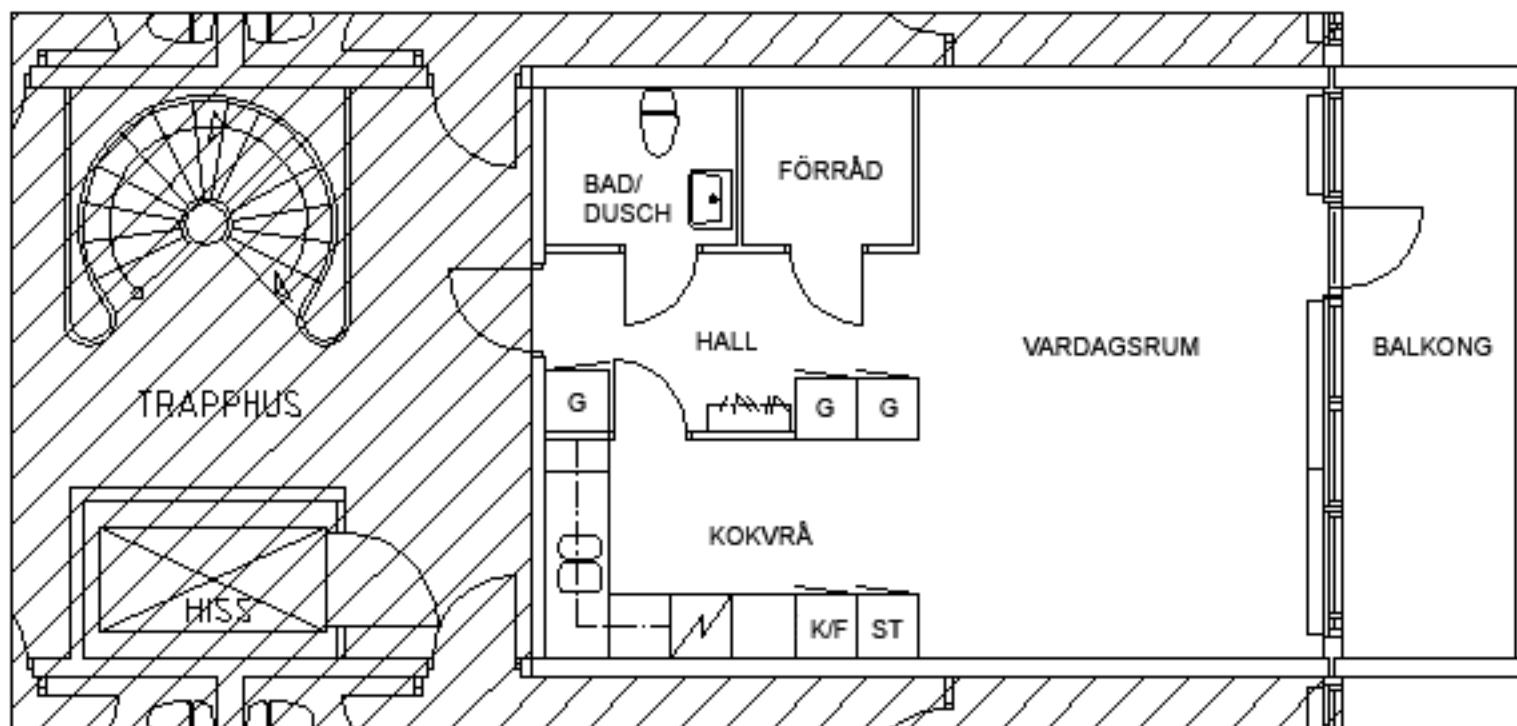 BAD/
DUSCH
FÖRRÅD
HALL
VARDAGSRUM
BALKONG
TRAPPHUS
G
G
G
KOKVRÅ
HISS
K/F
ST